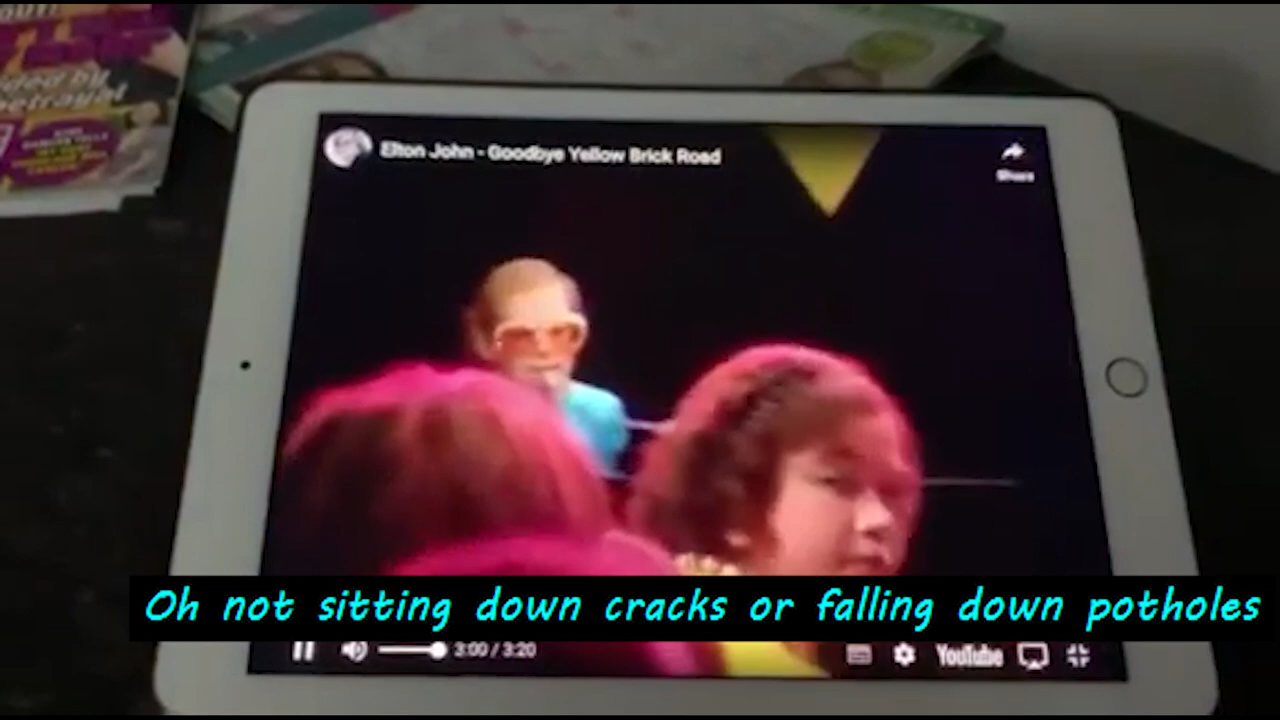 Elton John - Goodbye Yellow Brick Road
Share
Oh not sitting down cracks or falling down potholes
3:00 / 3:20
YouTube